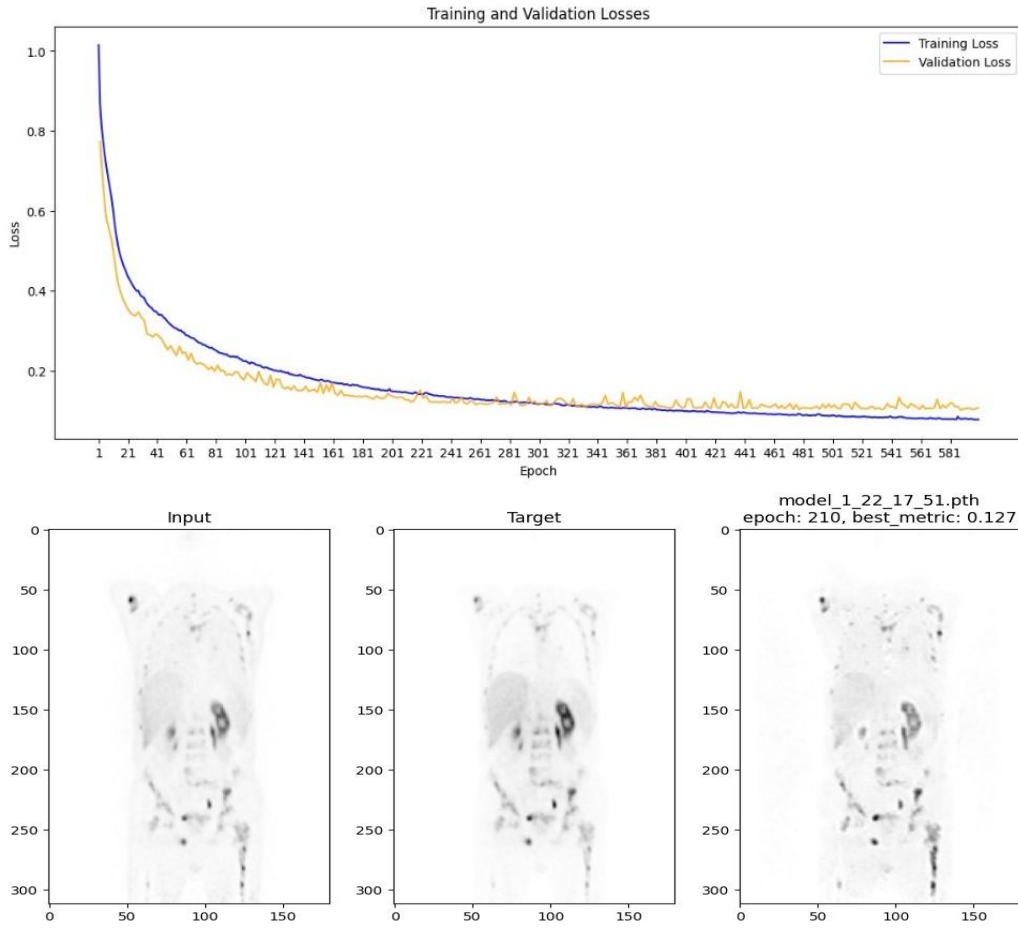 Training and Validation Losses
Training Loss
Validation Loss
1.0
0.8
0.6
0.4
0.2
Loss
1 21 41 61 81 101 121 141 161 181 201 221 241 261 281 301 321 341 361 381 401 421 441 461 481 501 521 541 561 581
Epoch
Input
Target
model_1_22_17_51.pth
epoch: 210, best_metric: 0.127
0 0 0
50 50 50
100 100 100
150 150 150
200 200 200
250 250 250
300 300 300
0 50 100 0 50 100 0 50 100